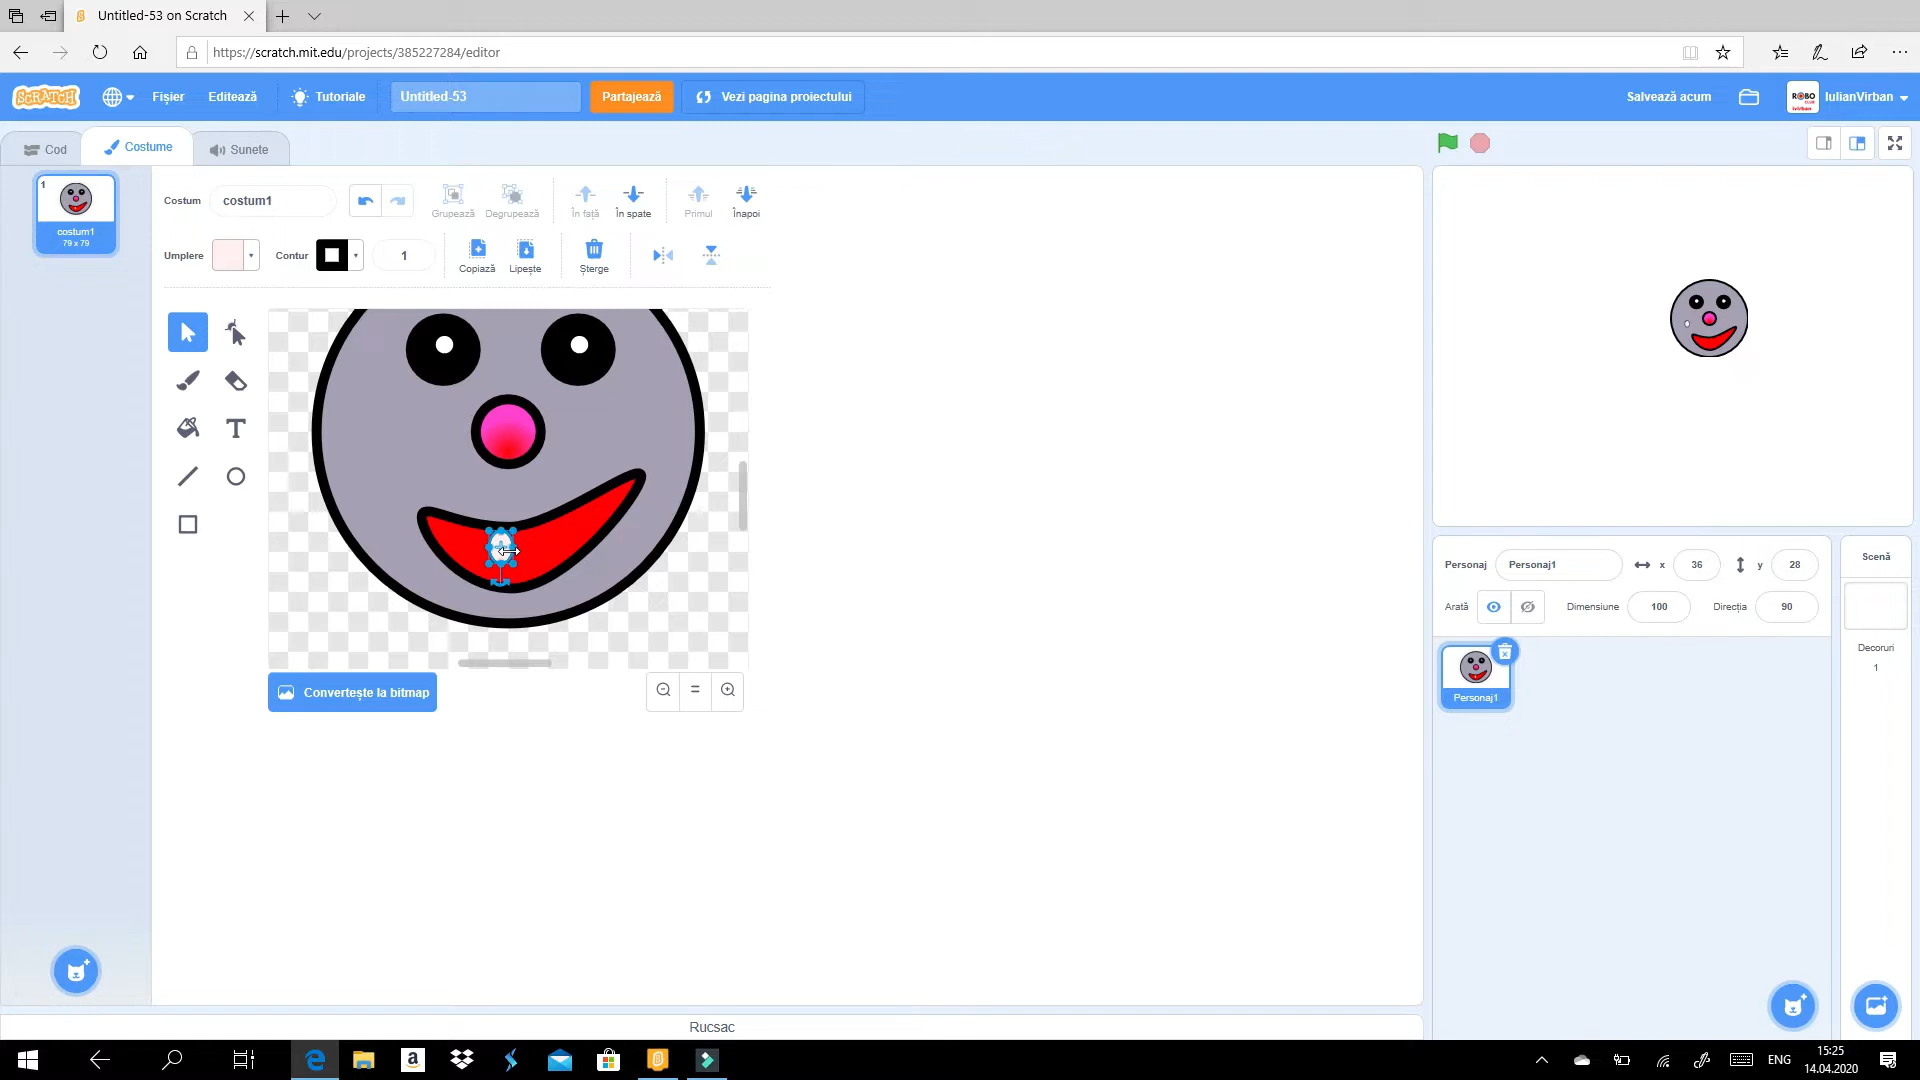 Untitled-53 on Scratch
https://scratch.mit.edu/projects/385227284/editor
SCRATCH
Fișier
Editează
Tutoriale
Untitled-53
Partajează
Vezi pagina proiectului
Salvează acum
ROBO
IulianVirban
Cod
Costume
Sunete
1
costum1
79 x 79
Costum
costum1
Grupează
Degrupează
În față
În spate
Primul
Înapoi
Umplere
Contur
1
Copiază
Lipește
Șterge
Convertește la bitmap
Personaj
Personaj1
x
36
y
28
Arată
Dimensiune
100
Direcția
90
Personaj1
Scenă
Decoruri
1
Rucsac
ENG
15:25
14.04.2020